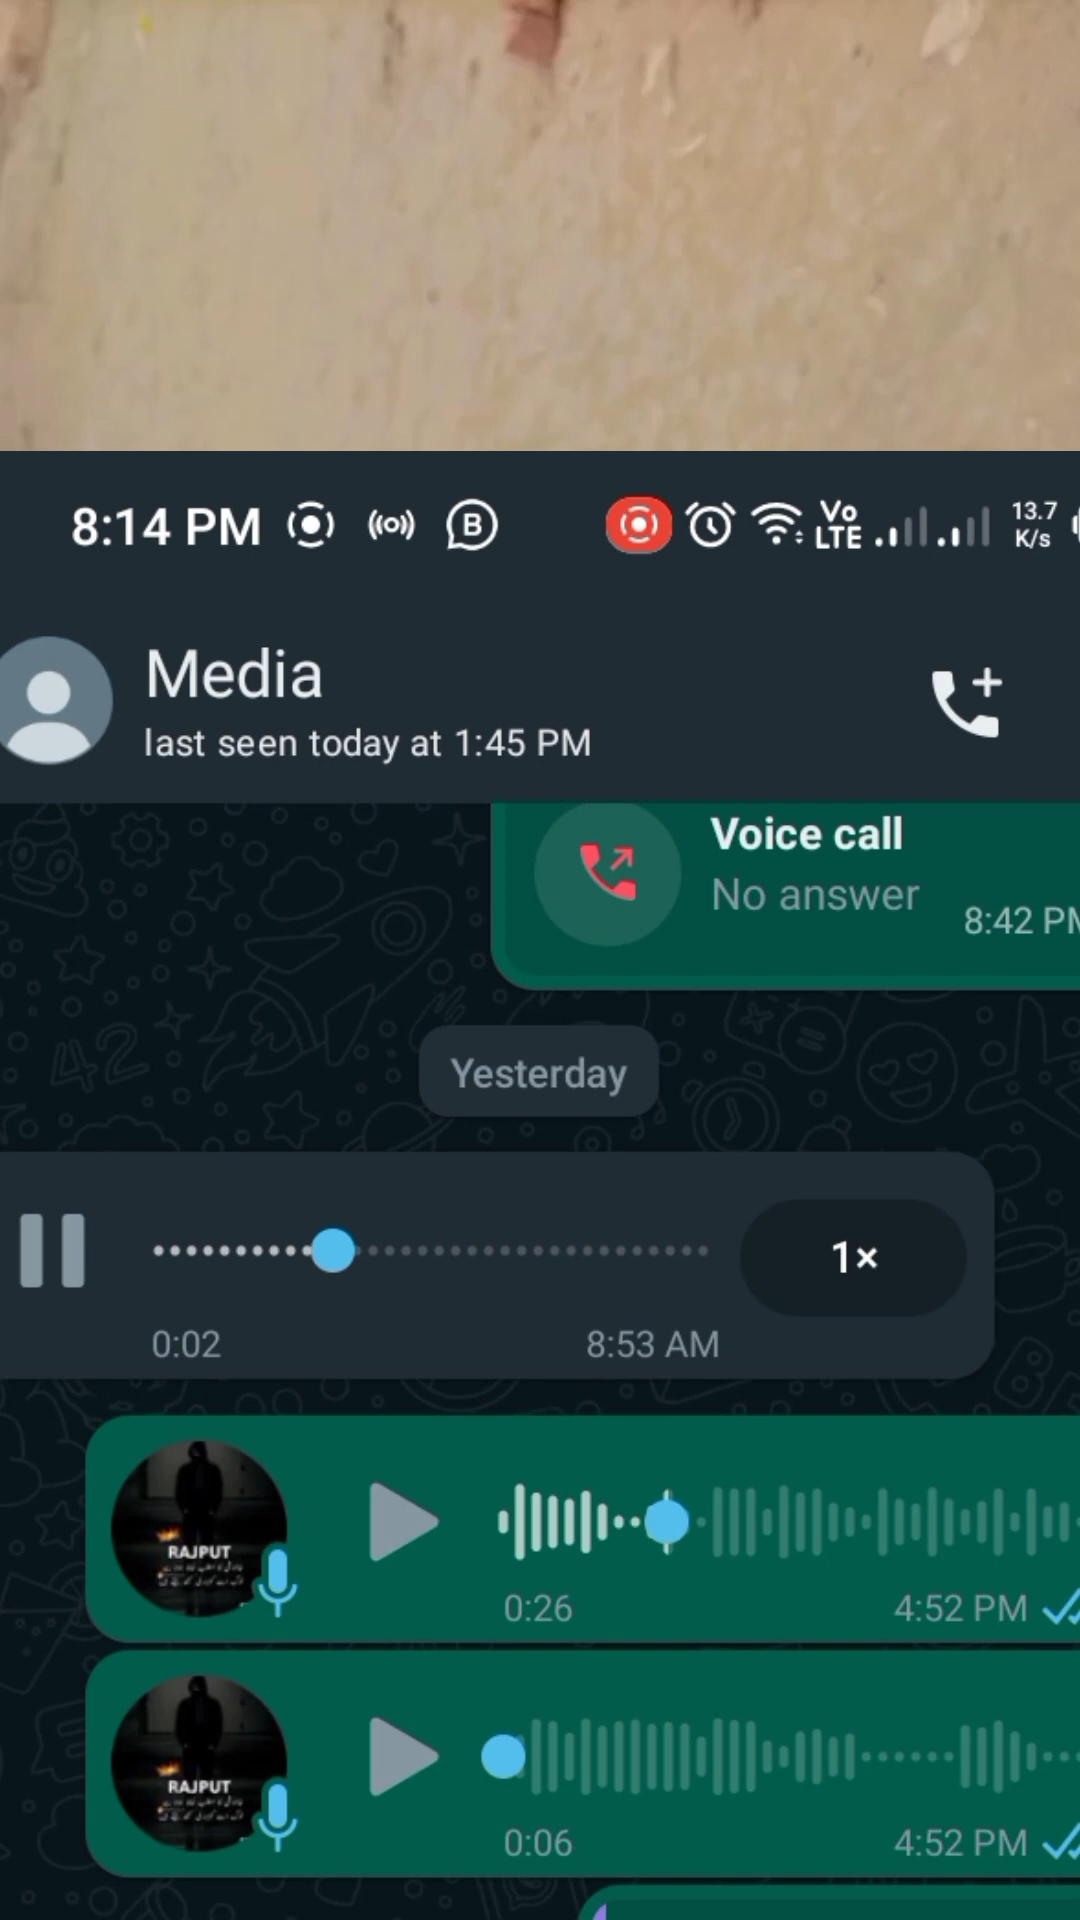 8:14 PM
Vo
LTE
13.7
K/s
Media
last seen today at 1:45 PM
Voice call
No answer
8:42 PM
Yesterday
1×
0:02
8:53 AM
RAJPUT
0:26
4:52 PM
RAJPUT
0:06
4:52 PM